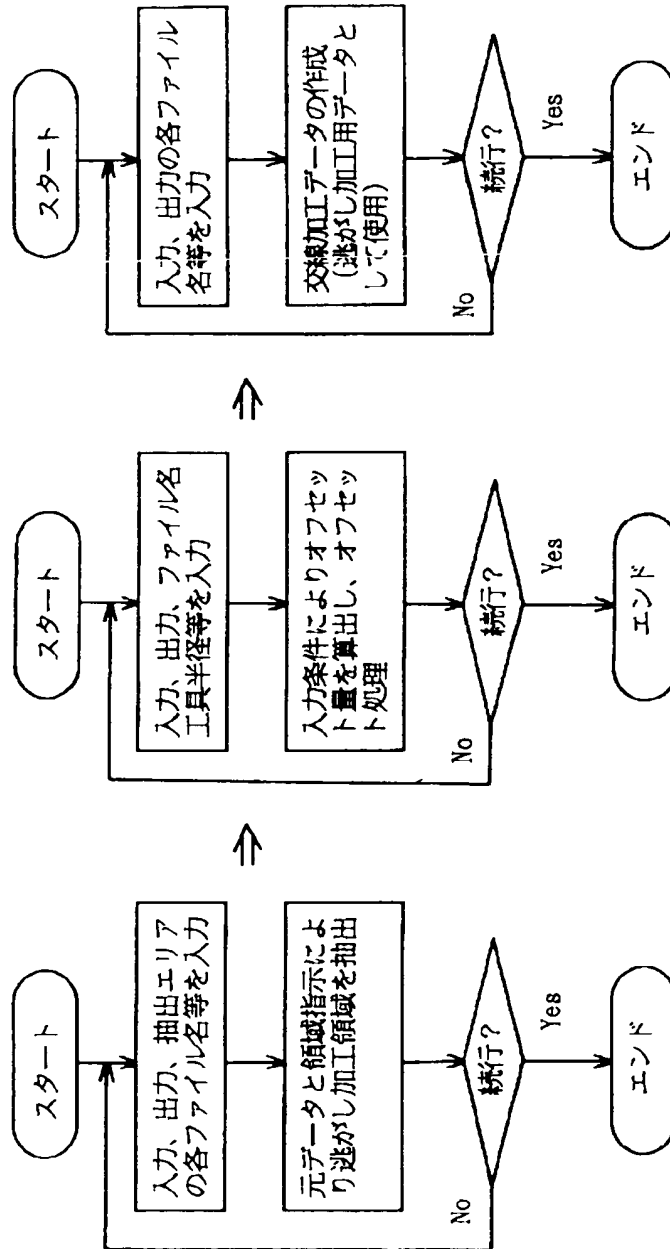 スタート
入力、出力、抽出エリア
の各ファイル名等を入力
元データと領域指示によ
り逃がし加工領域を抽出
続行?
No
Yes
エンド
⇒
スタート
入力、出力、ファイル名
工具半径等を入力
入力条件によりオフセッ
ト量を算出し、オフセッ
ト処理
続行?
No
Yes
エンド
⇒
スタート
入力、出力の各ファイル
名等を入力
交線加工データの作成
(逃がし加工用データと
して使用)
続行?
No
Yes
エンド